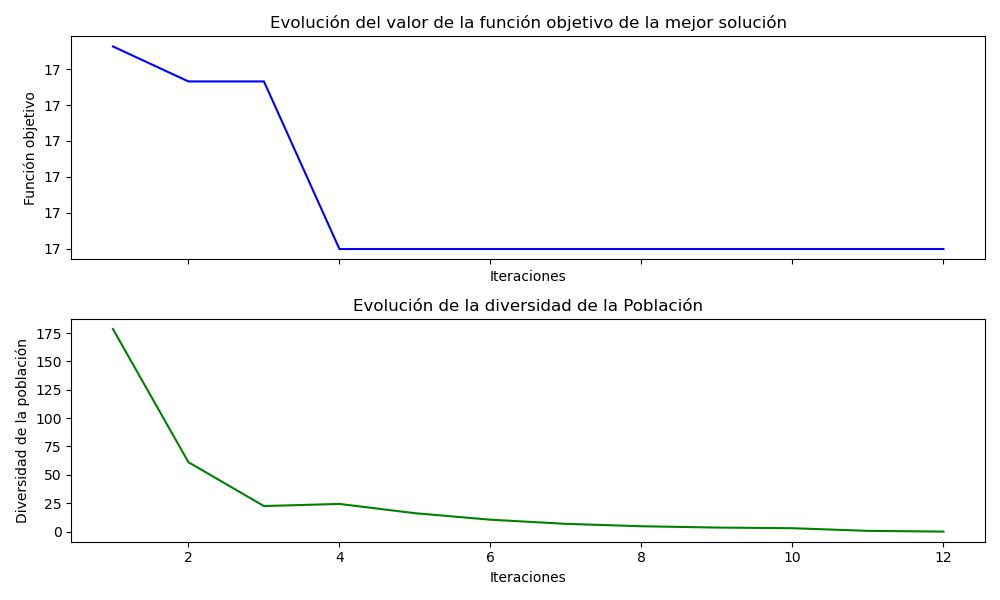 Evolución del valor de la función objetivo de la mejor solución
Función objetivo
17
17
17
17
17
17
Iteraciones
Evolución de la diversidad de la Población
Diversidad de la población
175
150
125
100
75
50
25
0
2 4 6 8 10 12
Iteraciones